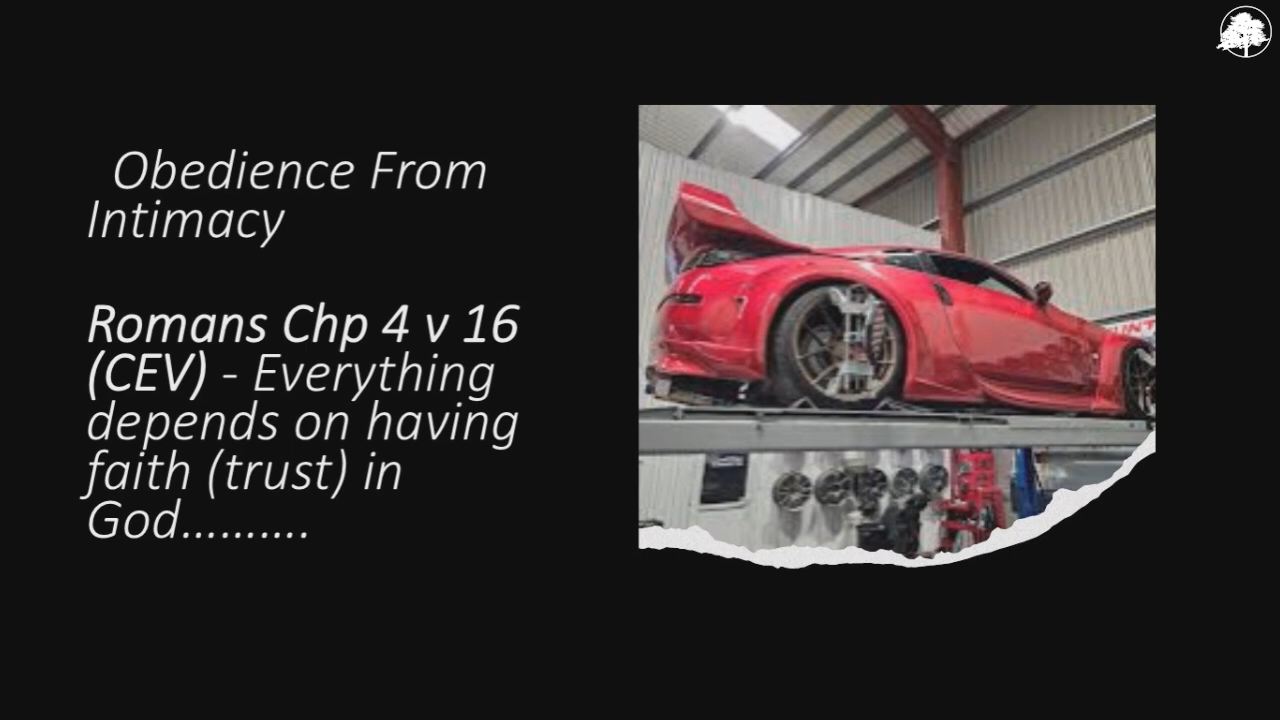 Obedience From
Intimacy
Romans Chp 4 v 16
(CEV) - Everything
depends on having
faith (trust) in
God..........